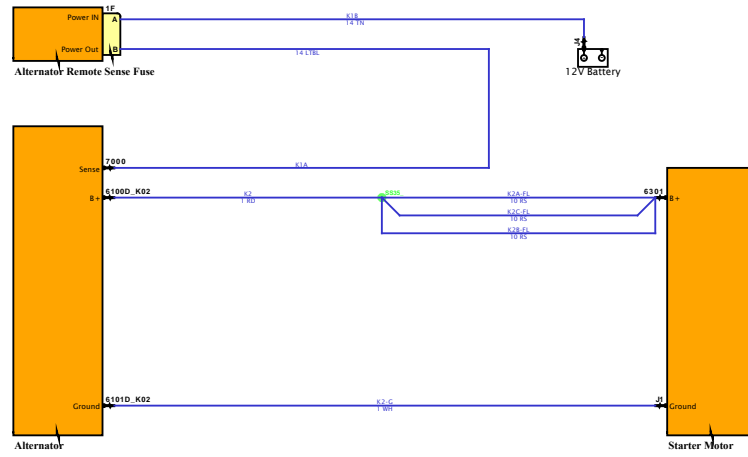 1F
Power IN
A
K1B
14 TN
J4
Power Out
B
14 LTBL
Alternator Remote Sense Fuse
12V Battery
7000
Sense
K1A
6100D_K02
B+
K2
1 RD
K2A-FL
10 RS
6301
B+
K2C-FL
10 RS
K2B-FL
10 RS
6101D_K02
Ground
K2-G
1 WH
J1
Ground
Alternator
Starter Motor